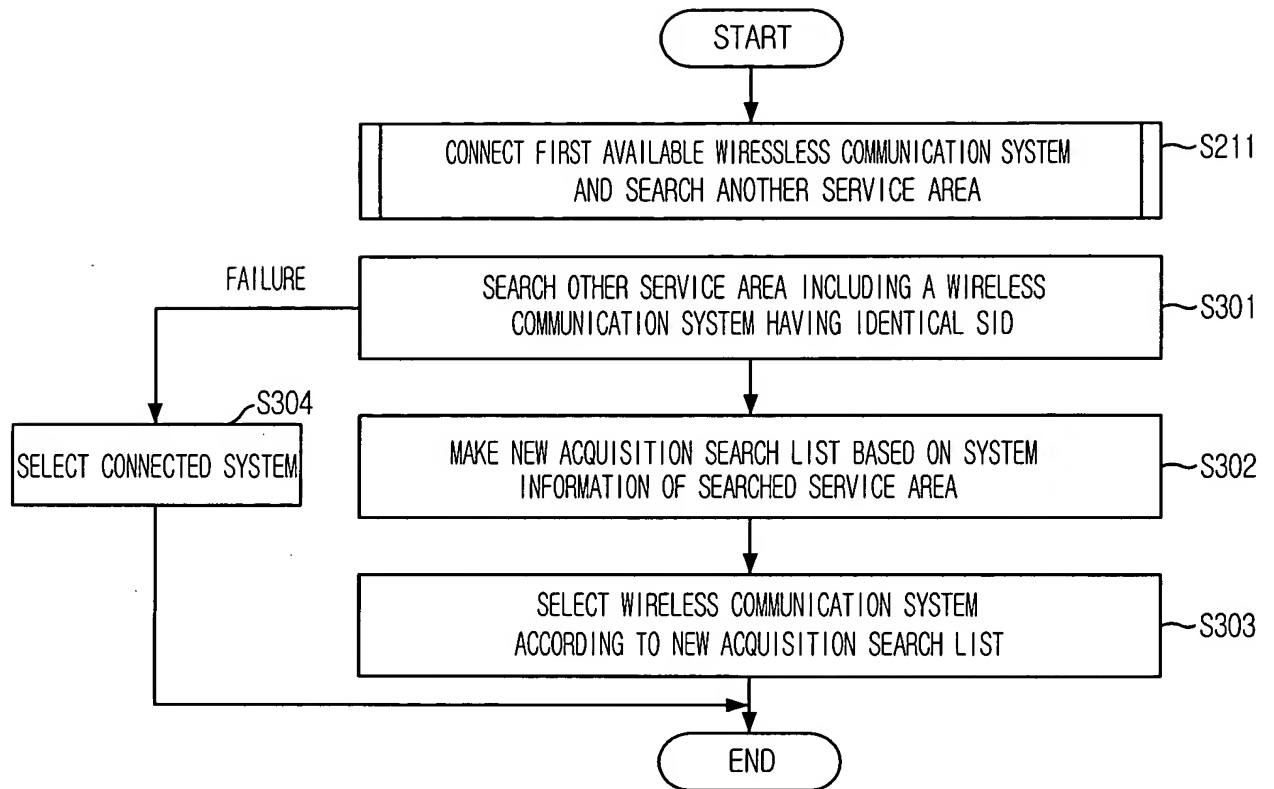 START
CONNECT FIRST AVAILABLE WIRESSLESS COMMUNICATION SYSTEM
AND SEARCH ANOTHER SERVICE AREA
S211
FAILURE
SEARCH OTHER SERVICE AREA INCLUDING A WIRELESS
COMMUNICATION SYSTEM HAVING IDENTICAL SID
S301
S304
SELECT CONNECTED SYSTEM
MAKE NEW ACQUISITION SEARCH LIST BASED ON SYSTEM
INFORMATION OF SEARCHED SERVICE AREA
S302
SELECT WIRELESS COMMUNICATION SYSTEM
ACCORDING TO NEW ACQUISITION SEARCH LIST
S303
END